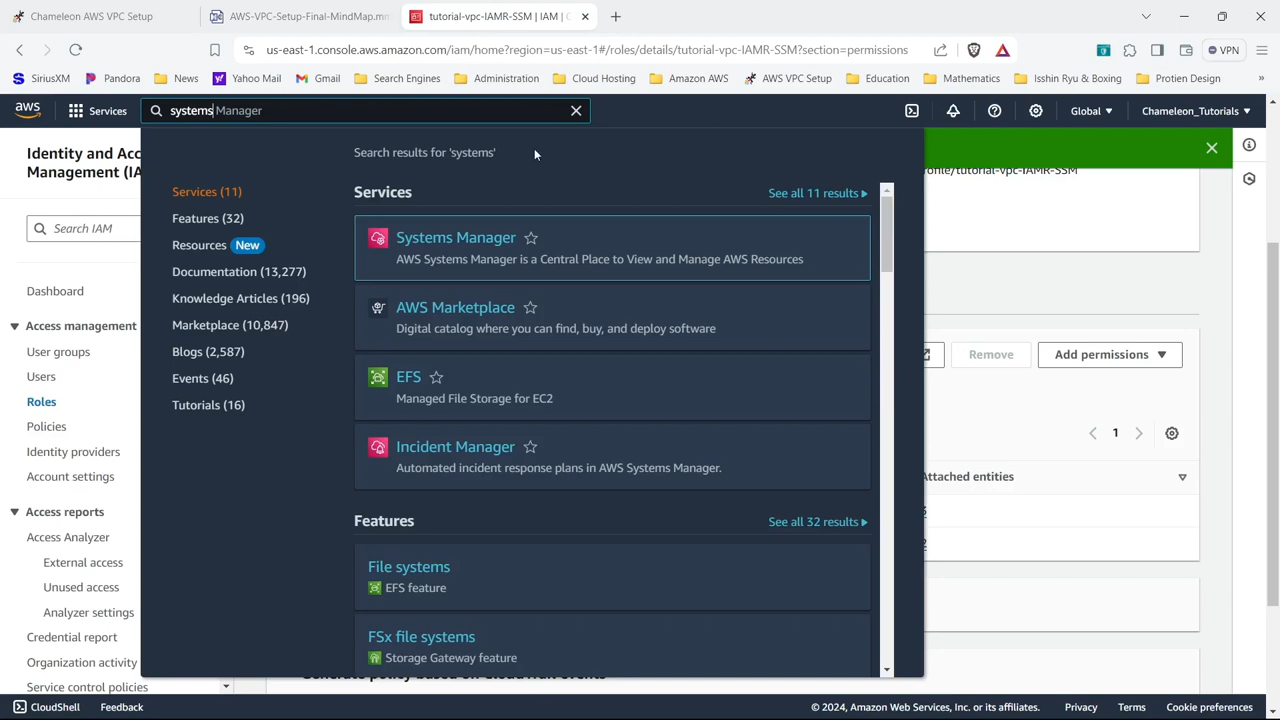 Chameleon AWS VPC Setup
AWS-VPC-Setup-Final-MindMap.mm
tutorial-vpc-IAMR-SSM | IAM | G
us-east-1.console.aws.amazon.com/iam/home?region=us-east-1#/roles/details/tutorial-vpc-IAMR-SSM?section=permissions
VPN
SiriusXM
Pandora
News
Yahoo Mail
Gmail
Search Engines
Administration
Cloud Hosting
Amazon AWS
AWS VPC Setup
Education
Mathematics
Isshin Ryu & Boxing
Protien Design
»
aws
Services
systems Manager
Global
Chameleon_Tutorials
Identity and Acc
Management (IA
Search IAM
Dashboard
Access management
User groups
Users
Roles
Policies
Identity providers
Account settings
Access reports
Access Analyzer
External access
Unused access
Analyzer settings
Credential report
Organization activity
Service control policies
Search results for 'systems'
Services (11)
Features (32)
Resources New
Documentation (13,277)
Knowledge Articles (196)
Marketplace (10,847)
Blogs (2,587)
Events (46)
Tutorials (16)
Services
See all 11 results
Systems Manager
AWS Systems Manager is a Central Place to View and Manage AWS Resources
AWS Marketplace
Digital catalog where you can find, buy, and deploy software
EFS
Managed File Storage for EC2
Incident Manager
Automated incident response plans in AWS Systems Manager.
Features
See all 32 results
File systems
EFS feature
FSx file systems
Storage Gateway feature
rofile/tutorial-vpc-IAMR-SSM
Remove
Add permissions
1
Attached entities
2
CloudShell
Feedback
© 2024, Amazon Web Services, Inc. or its affiliates.
Privacy
Terms
Cookie preferences